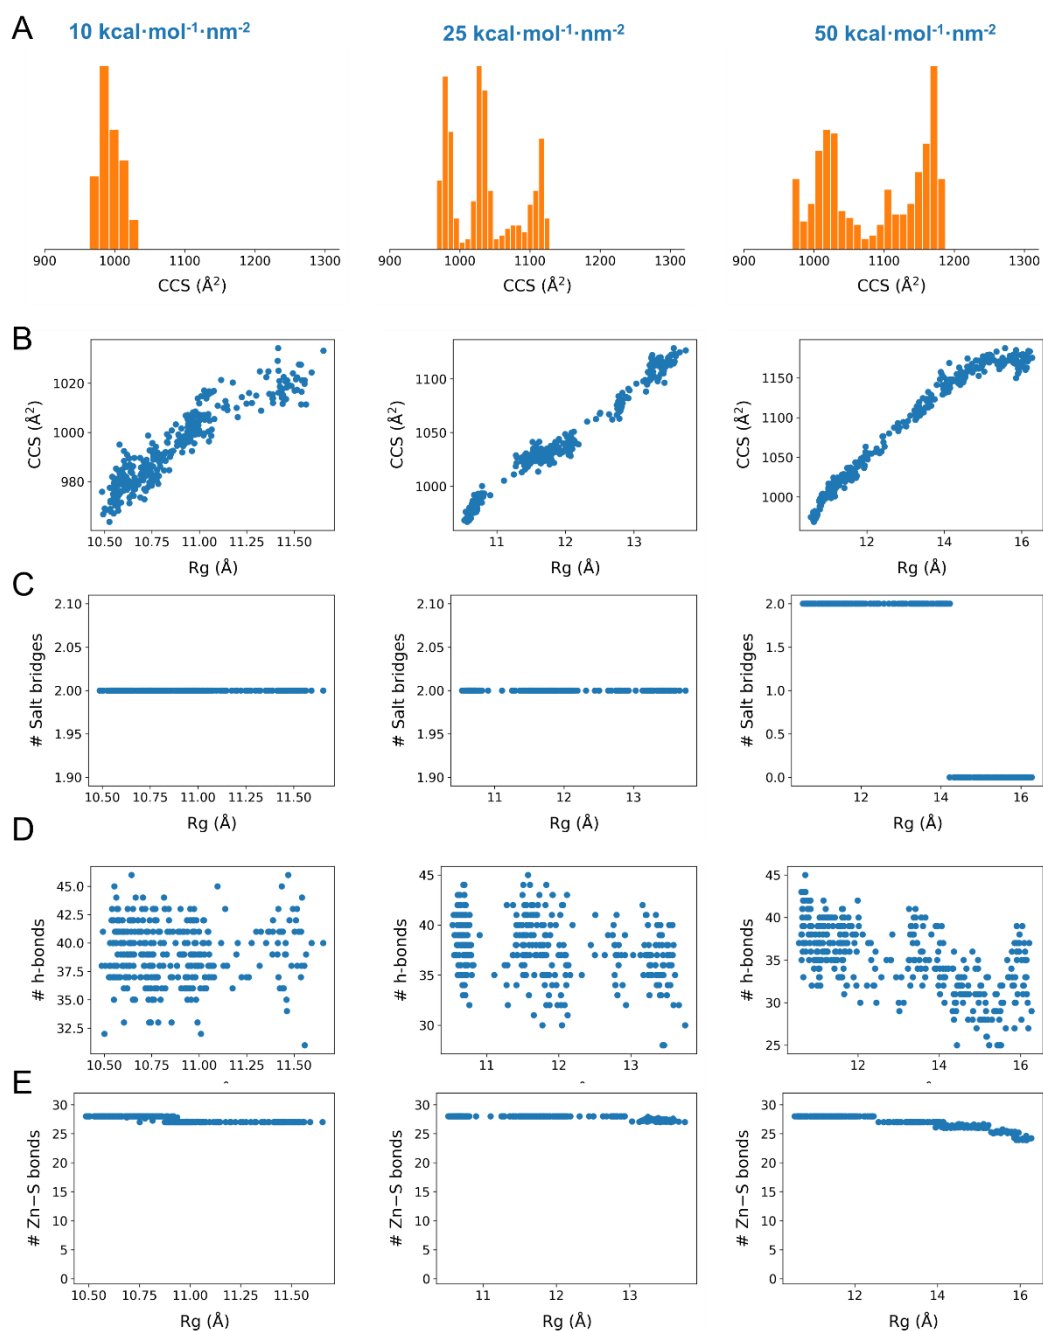 A
10 kcal·mol⁻¹·nm⁻²
25 kcal·mol⁻¹·nm⁻²
50 kcal·mol⁻¹·nm⁻²
900 1000 1100 1200 1300
900 1000 1100 1200 1300
900 1000 1100 1200 1300
CCS (Å²)
CCS (Å²)
CCS (Å²)
B
CCS (Å²)
1020
1000
980
10.50 10.75 11.00 11.25 11.50
Rg (Å)
CCS (Å²)
1100
1050
1000
11 12 13
Rg (Å)
CCS (Å²)
1150
1100
1050
1000
12 14 16
Rg (Å)
C
# Salt bridges
2.10
2.05
2.00
1.95
1.90
10.50 10.75 11.00 11.25 11.50
Rg (Å)
# Salt bridges
2.10
2.05
2.00
1.95
1.90
11 12 13
Rg (Å)
# Salt bridges
2.0
1.5
1.0
0.5
0.0
12 14 16
Rg (Å)
D
# h-bonds
45.0
42.5
40.0
37.5
35.0
32.5
10.50 10.75 11.00 11.25 11.50
# h-bonds
45
40
35
30
11 12 13
# h-bonds
45
40
35
30
25
12 14 16
E
# Zn−S bonds
30
25
20
15
10
5
0
10.50 10.75 11.00 11.25 11.50
Rg (Å)
# Zn−S bonds
30
25
20
15
10
5
0
11 12 13
Rg (Å)
# Zn−S bonds
30
25
20
15
10
5
0
12 14 16
Rg (Å)